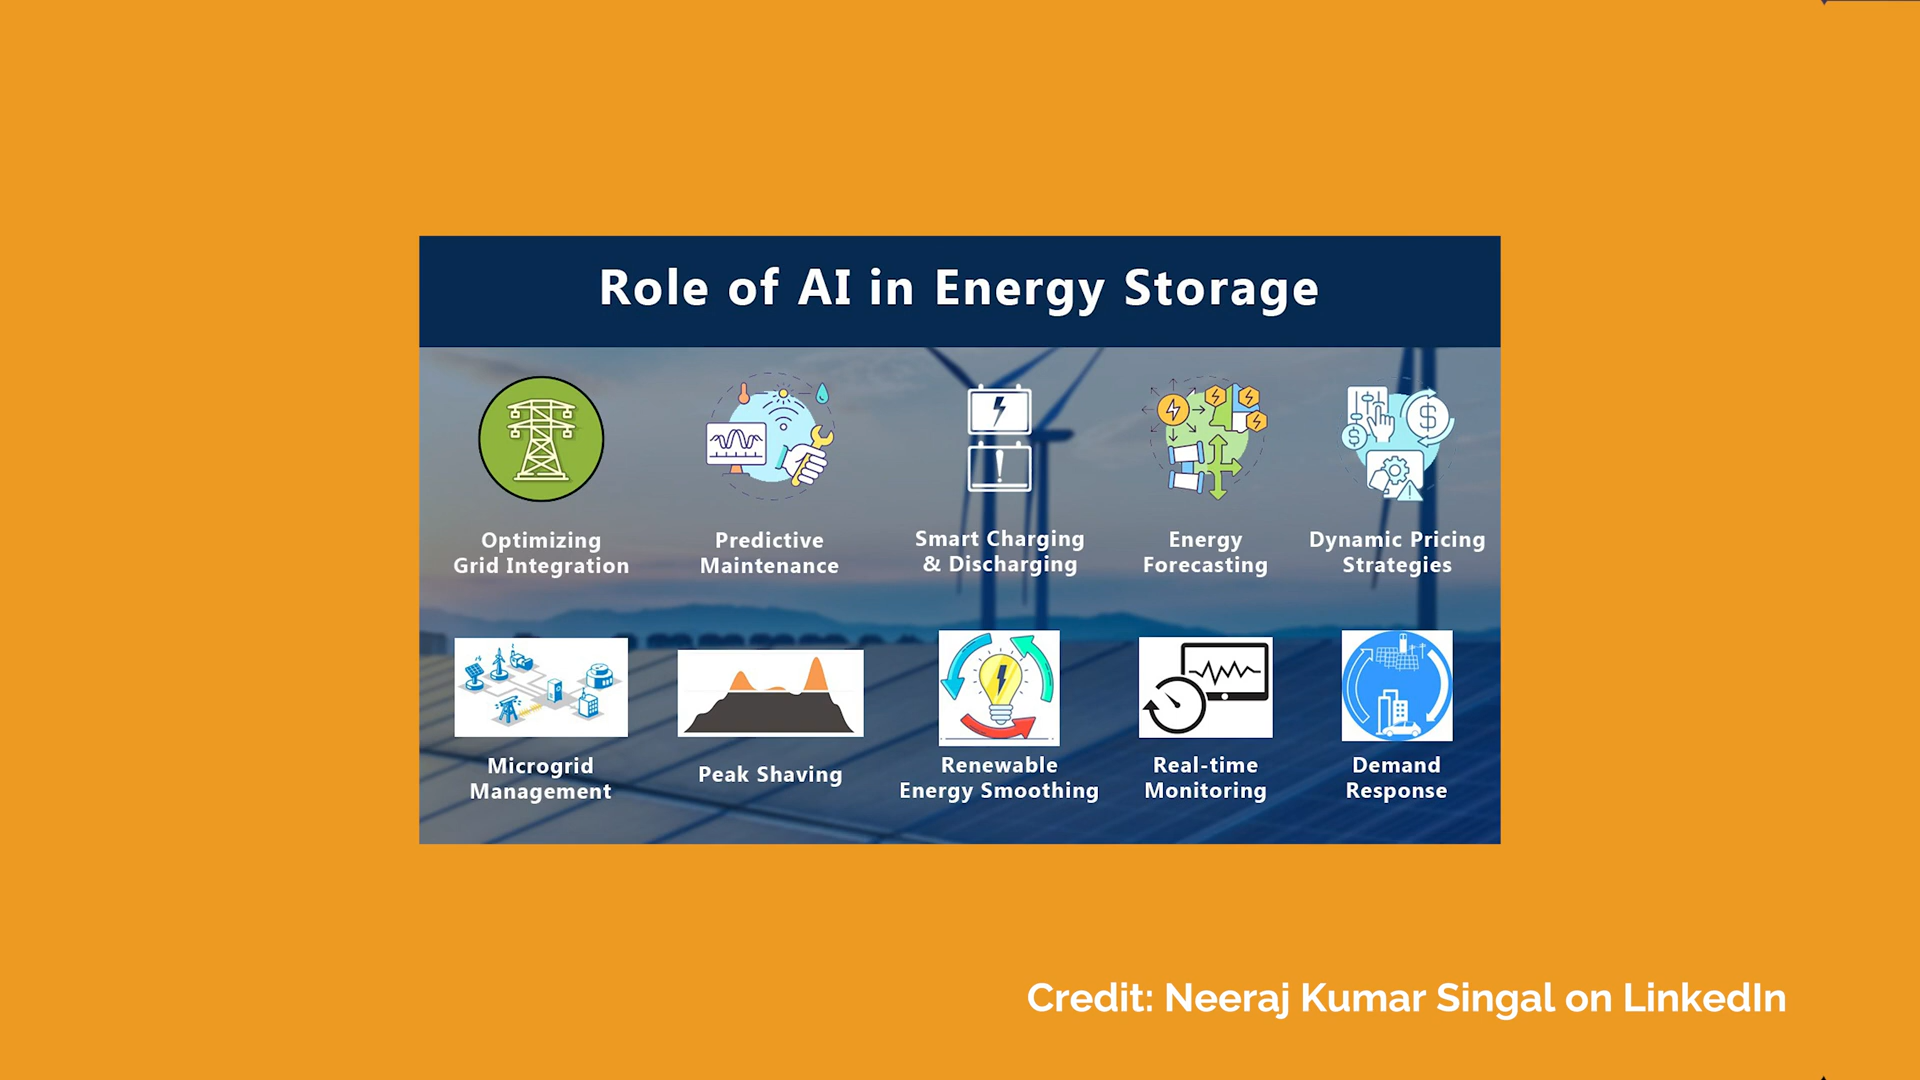 Role of AI in Energy Storage
Optimizing
Grid Integration
Predictive
Maintenance
Smart Charging
& Discharging
Energy
Forecasting
Dynamic Pricing
Strategies
Microgrid
Management
Peak Shaving
Renewable
Energy Smoothing
Real-time
Monitoring
Demand
Response
Credit: Neeraj Kumar Singal on LinkedIn